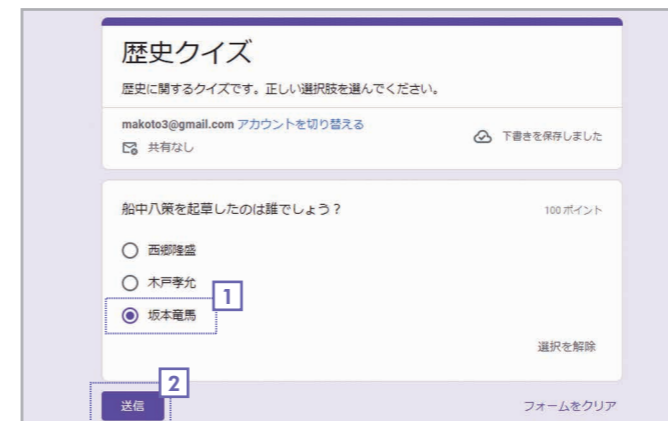 歴史クイズ
歴史に関するクイズです。正しい選択肢を選んでください。
makoto3@gmail.com アカウントを切り替える
下書きを保存しました
共有なし
船中八策を起草したのは誰でしょう?
100 ポイント
西郷隆盛
木戸孝允
1
坂本竜馬
選択を解除
2
送信
フォームをクリア